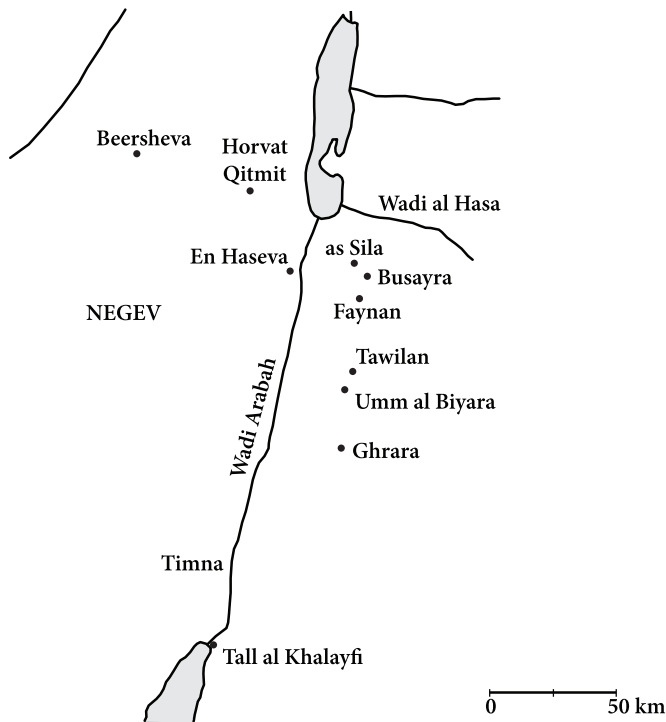 Beersheva
Horvat
Qitmit
Wadi al Hasa
as Sila
En Haseva
Busayra
NEGEV
Faynan
Tawilan
Wadi Arabah
Umm al Biyara
Ghrara
Timna
Tall al Khalayfi
0 50 km